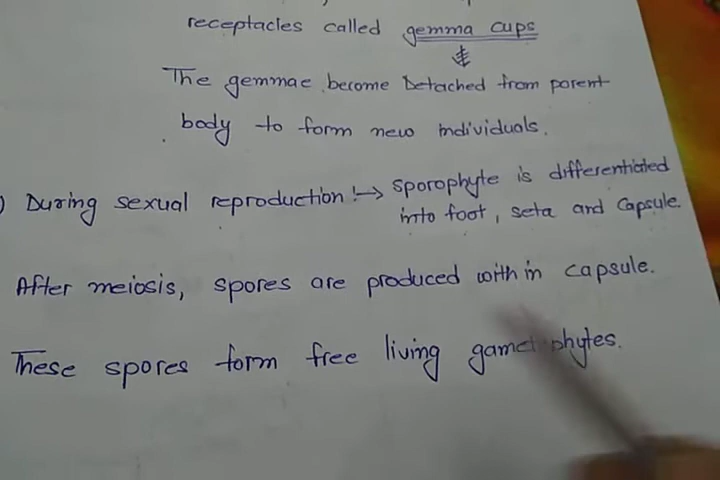 receptacles called gemma cups
The gemmae become Detached from parent
body to form new individuals.
) During sexual reproduction :→ sporophyte is differentiated
into foot, seta and capsule.
After meiosis, spores are produced with in capsule.
These spores form free living gametophytes.